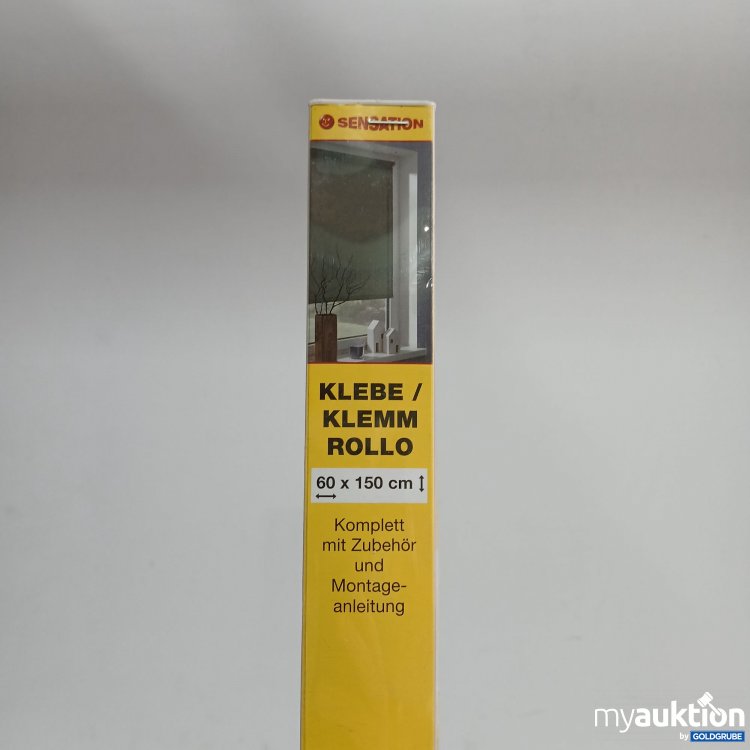 SENSATION
KLEBE /
KLEMM
ROLLO
60 x 150 cm
Komplett
mit Zubehör
und
Montage-
anleitung
myauktion
by GOLDGRUBE